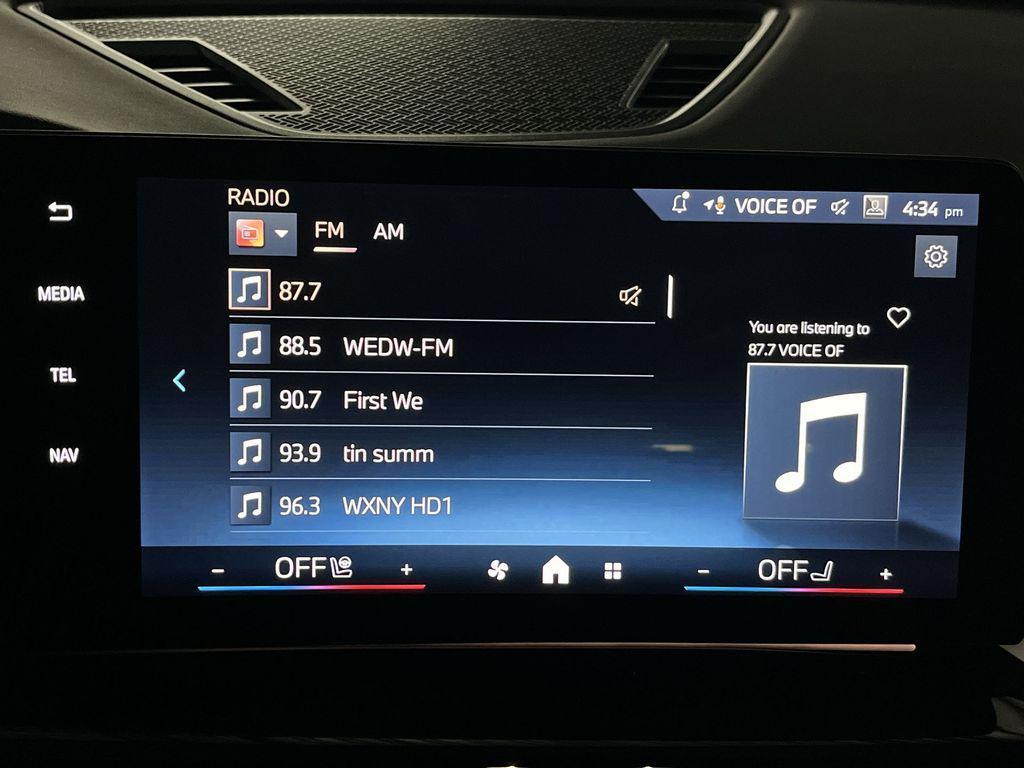 RADIO
VOICE OF 4:34 pm
FM AM
MEDIA
87.7
You are listening to
87.7 VOICE OF
88.5 WEDW-FM
TEL
90.7 First We
NAV
93.9 tin summ
96.3 WXNY HD1
- OFF + - OFF +